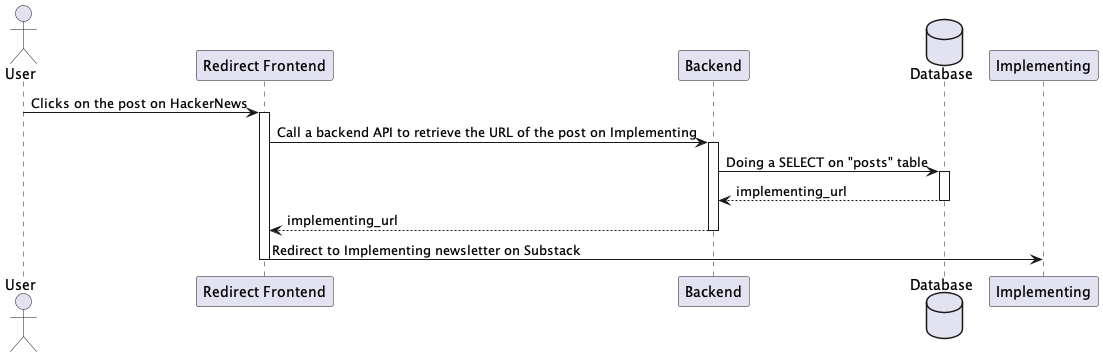 User
Redirect Frontend
Backend
Database
Implementing
Clicks on the post on HackerNews
Call a backend API to retrieve the URL of the post on Implementing
Doing a SELECT on "posts" table
implementing_url
implementing_url
Redirect to Implementing newsletter on Substack
User
Redirect Frontend
Backend
Database
Implementing